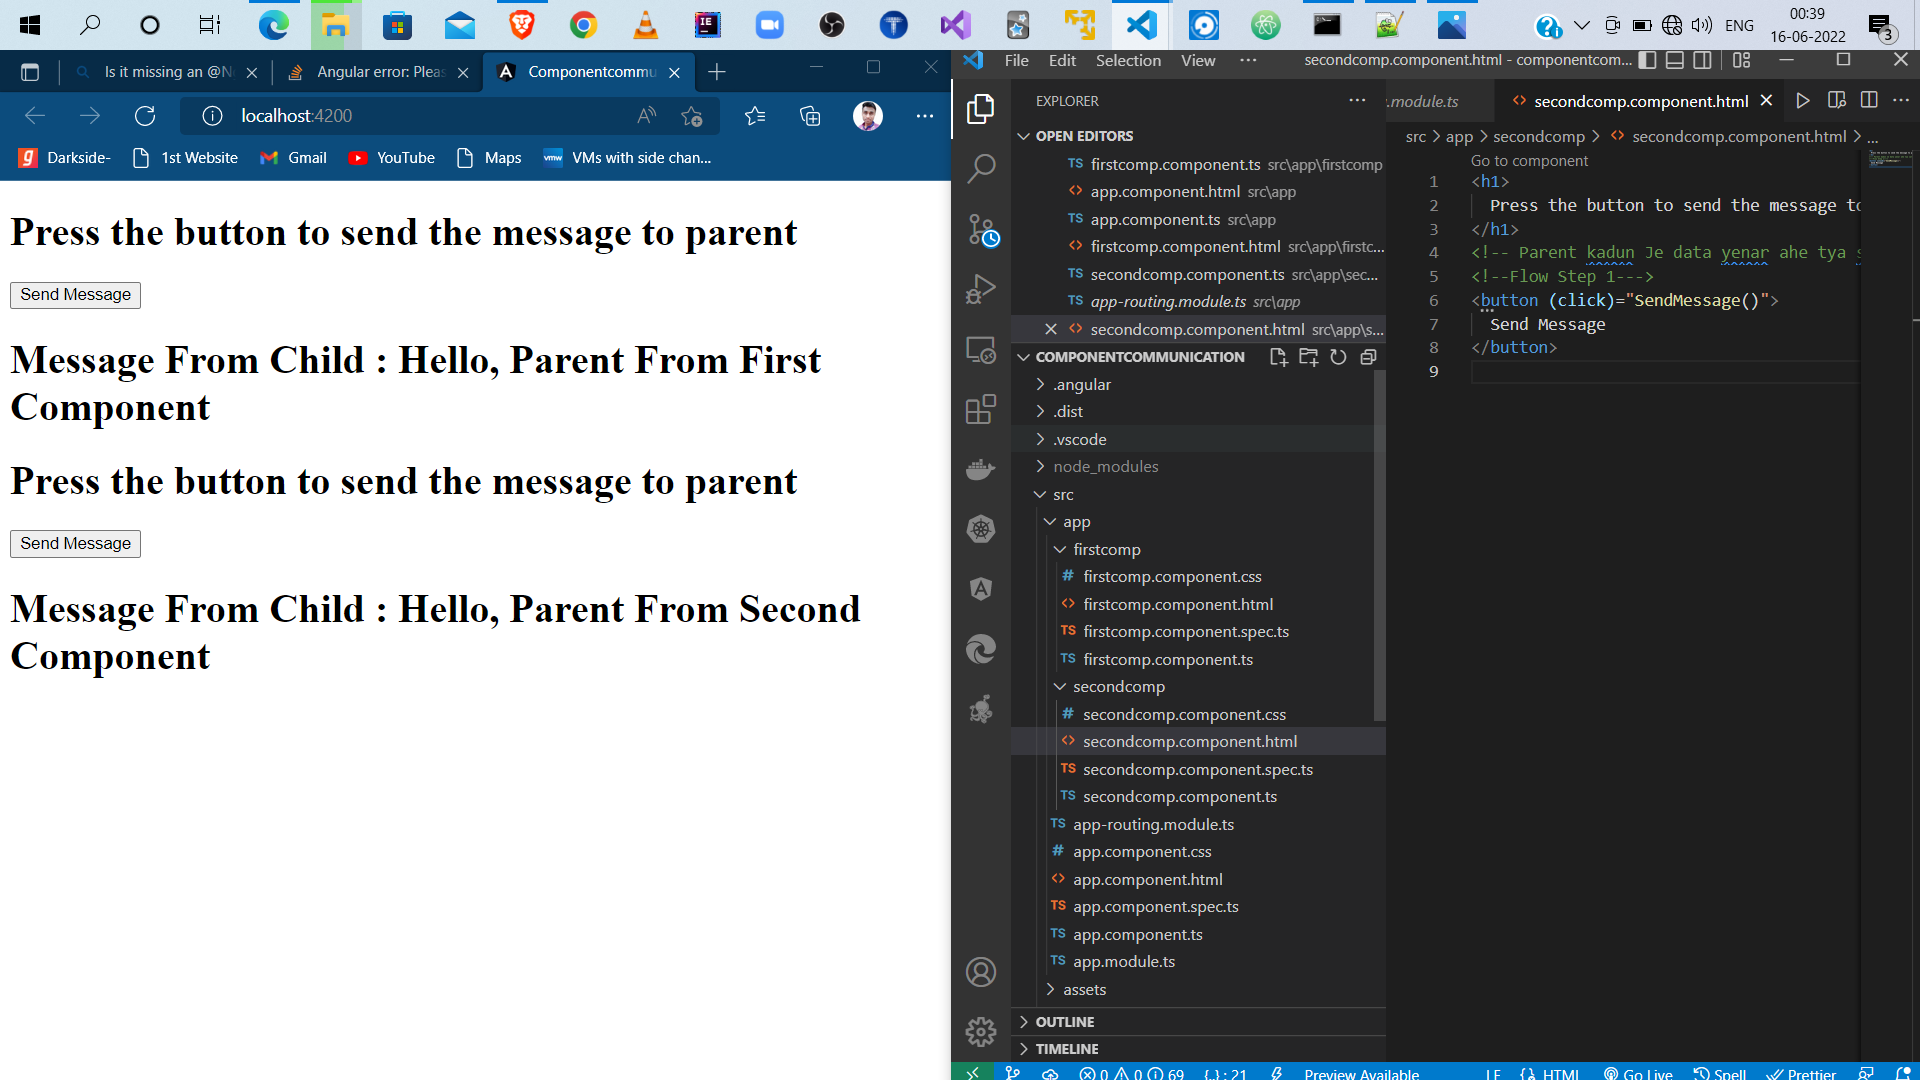 ENG
00:39
16-06-2022
3
Is it missing an @N
Angular error: Pleas
Componentcommu
localhost:4200
Darkside-
1st Website
Gmail
YouTube
Maps
VMs with side chan...
Press the button to send the message to parent
Send Message
Message From Child : Hello, Parent From First
Component
Press the button to send the message to parent
Send Message
Message From Child : Hello, Parent From Second
Component
File Edit Selection View ··· secondcomp.component.html - componentcom...
EXPLORER
OPEN EDITORS
TS firstcomp.component.ts src\app\firstcomp
<> app.component.html src\app
TS app.component.ts src\app
<> firstcomp.component.html src\app\firstc...
TS secondcomp.component.ts src\app\sec...
TS app-routing.module.ts src\app
<> secondcomp.component.html src\app\s...
COMPONENTCOMMUNICATION
.angular
.dist
.vscode
node_modules
src
app
firstcomp
# firstcomp.component.css
<> firstcomp.component.html
TS firstcomp.component.spec.ts
TS firstcomp.component.ts
secondcomp
# secondcomp.component.css
<> secondcomp.component.html
TS secondcomp.component.spec.ts
TS secondcomp.component.ts
TS app-routing.module.ts
# app.component.css
<> app.component.html
TS app.component.spec.ts
TS app.component.ts
TS app.module.ts
assets
OUTLINE
TIMELINE
.module.ts <> secondcomp.component.html
src > app > secondcomp > <> secondcomp.component.html > ...
Go to component
1 <h1>
2 Press the button to send the message to
3 </h1>
4 <!-- Parent kadun Je data yenar ahe tya s
5 <!--Flow Step 1--->
6 <button (click)="SendMessage()">
7 Send Message
8 </button>
9
0 0 69 {..} : 21 Preview Available LF HTML Go Live Spell Prettier